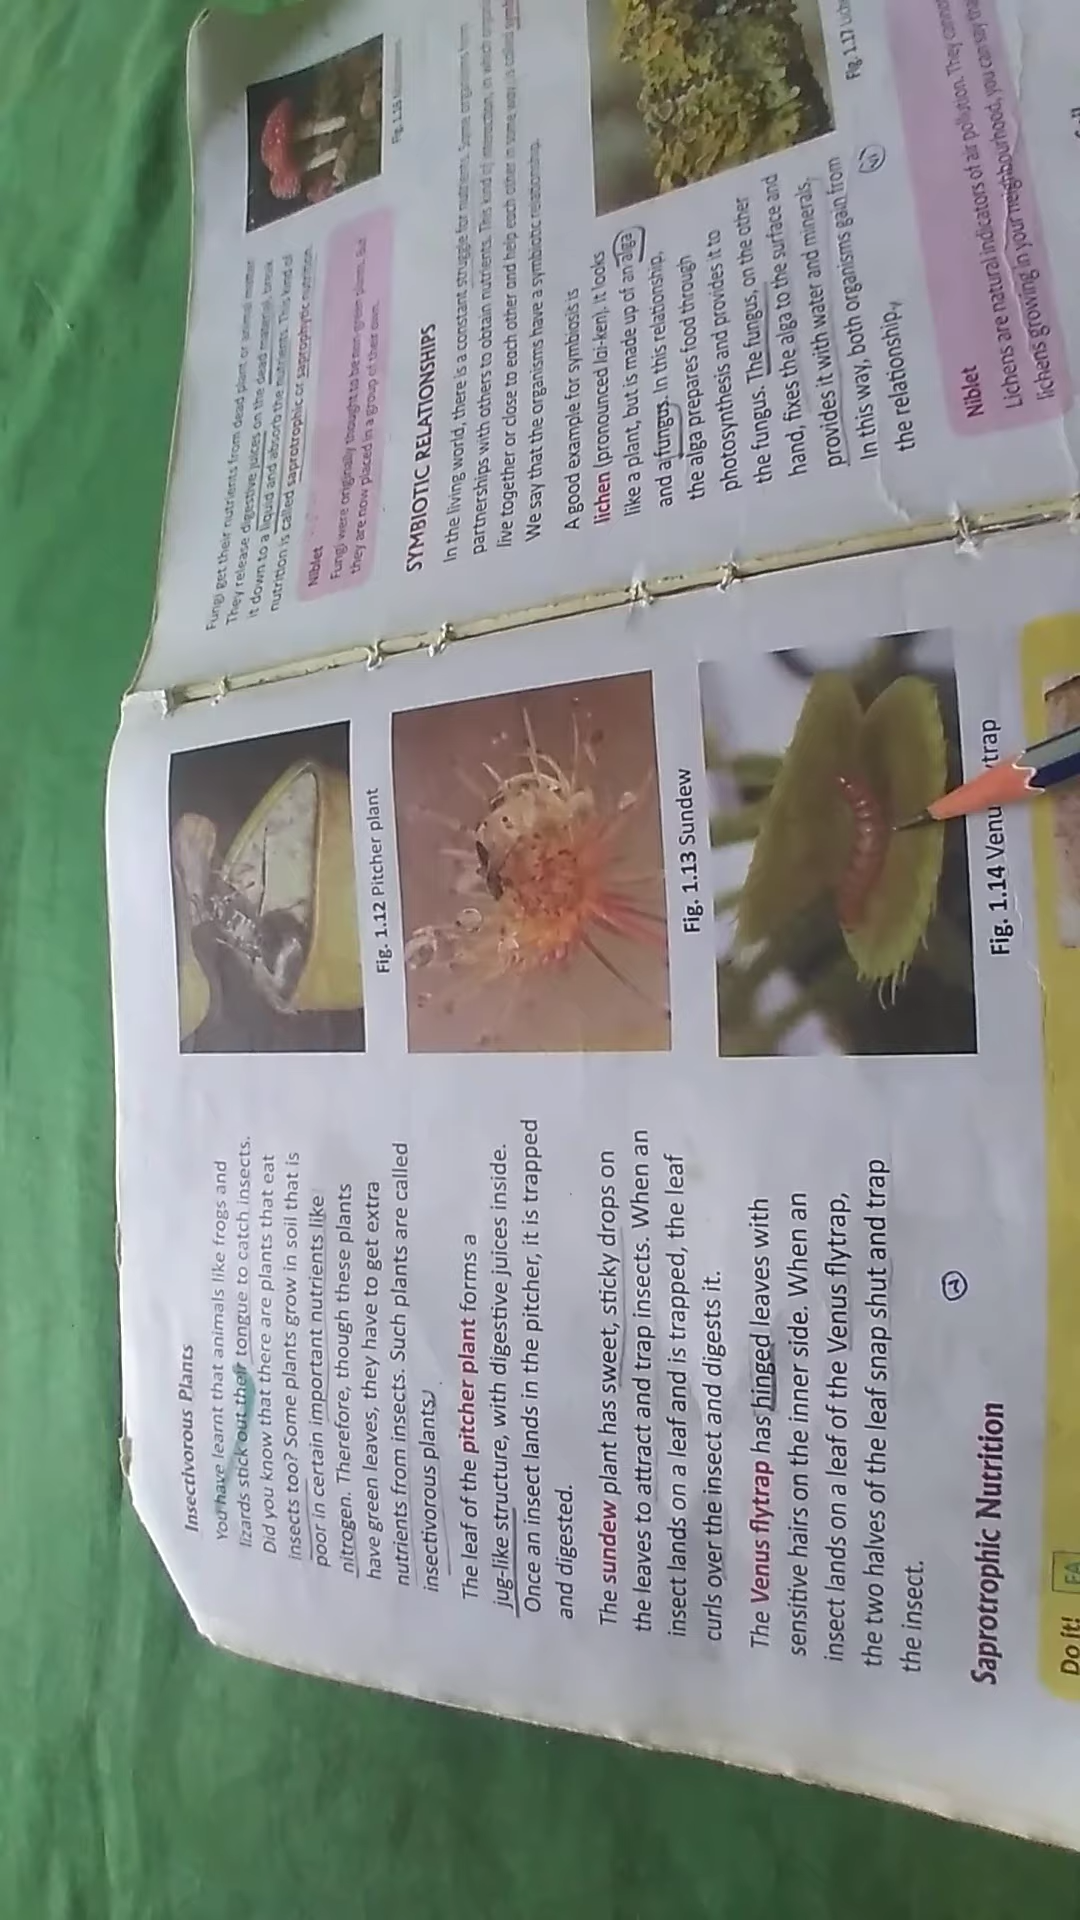 Insectivorous Plants
You have learnt that animals like frogs and
lizards stick out their tongue to catch insects.
Did you know that there are plants that eat
insects too? Some plants grow in soil that is
poor in certain important nutrients like
nitrogen. Therefore, though these plants
have green leaves, they have to get extra
nutrients from insects. Such plants are called
insectivorous plants.
The leaf of the pitcher plant forms a
jug-like structure, with digestive juices inside.
Once an insect lands in the pitcher, it is trapped
and digested.
The sundew plant has sweet, sticky drops on
the leaves to attract and trap insects. When an
insect lands on a leaf and is trapped, the leaf
curls over the insect and digests it.
The Venus flytrap has hinged leaves with
sensitive hairs on the inner side. When an
insect lands on a leaf of the Venus flytrap,
the two halves of the leaf snap shut and trap
the insect.
Saprotrophic Nutrition
Do it! FA
Fig. 1.12 Pitcher plant
Fig. 1.13 Sundew
Fig. 1.14 Venu trap
Fungi get their nutrients from dead plant or animal matter
They release digestive juices on the dead material, break
it down to a liquid and absorb the nutrients. This kind of
nutrition is called saprotrophic or saprophytic nutrition
Fig. 1.16
Niblet
Fungi were originally thought to be non-green plants. But
they are now placed in a group of their own.
SYMBIOTIC RELATIONSHIPS
In the living world, there is a constant struggle for nutrients. Some organisms form
partnerships with others to obtain nutrients. This kind of interaction, in which
live together or close to each other and help each other in some way is called
We say that the organisms have a symbiotic relationship.
A good example for symbiosis is
lichen (pronounced lai-ken). It looks
like a plant, but is made up of an alga
and a fungus. In this relationship,
the alga prepares food through
photosynthesis and provides it to
the fungus. The fungus, on the other
hand, fixes the alga to the surface and
provides it with water and minerals.
In this way, both organisms gain from
the relationship.
Fig. 1.17
Niblet
Lichens are natural indicators of air pollution. They
lichens growing in your neighbourhood, you can say